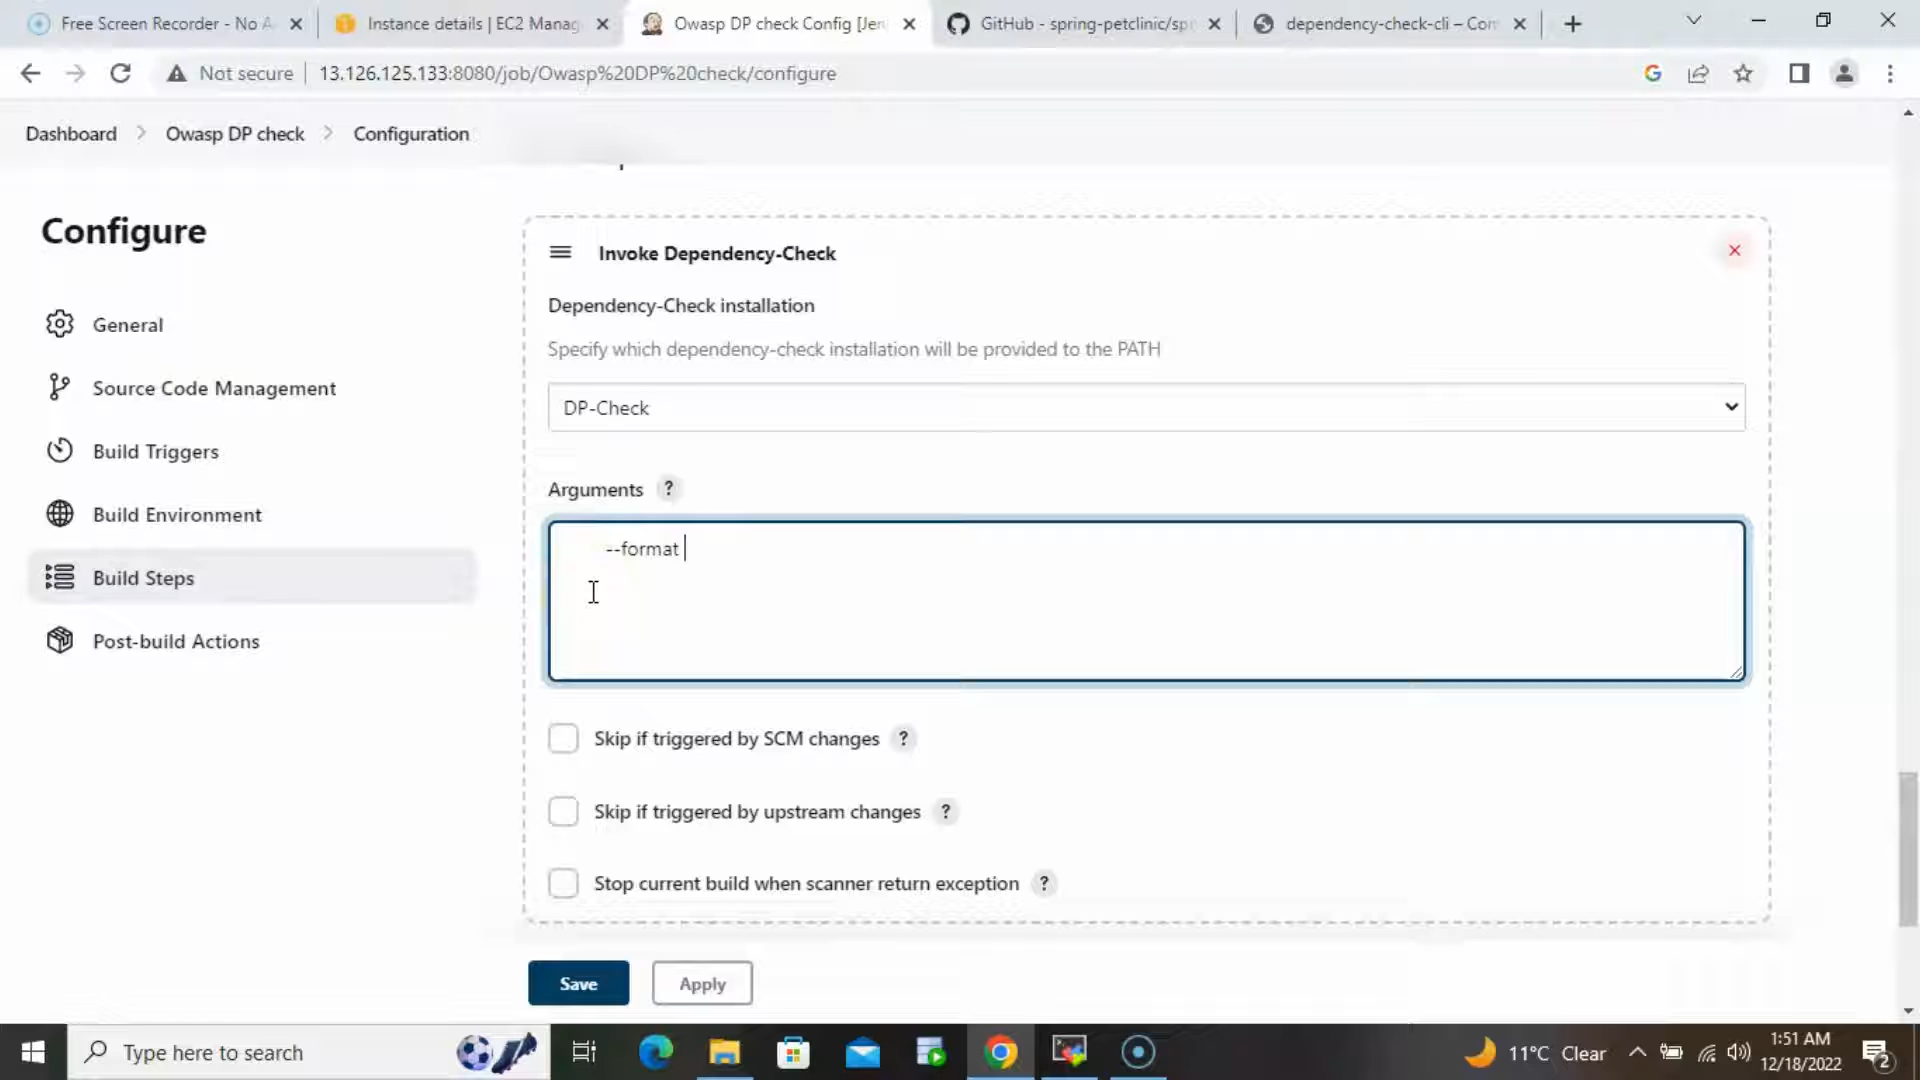 Free Screen Recorder - No A
Instance details | EC2 Manag
Owasp DP check Config [Jen
GitHub - spring-petclinic/spr
dependency-check-cli – Com
Not secure
13.126.125.133:8080/job/Owasp%20DP%20check/configure
Dashboard > Owasp DP check > Configuration
Configure
General
Source Code Management
Build Triggers
Build Environment
Build Steps
Post-build Actions
Invoke Dependency-Check
Dependency-Check installation
Specify which dependency-check installation will be provided to the PATH
DP-Check
Arguments ?
--format
Skip if triggered by SCM changes ?
Skip if triggered by upstream changes ?
Stop current build when scanner return exception ?
Save
Apply
Type here to search
11°C Clear
1:51 AM
12/18/2022
2